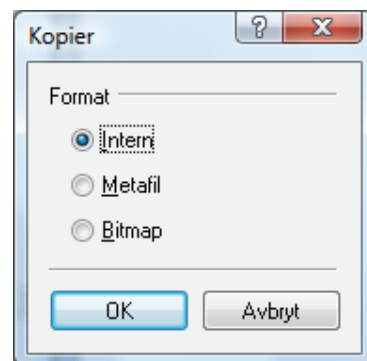 Kopier
Format
Intern
Metafil
Bitmap
OK
Avbryt